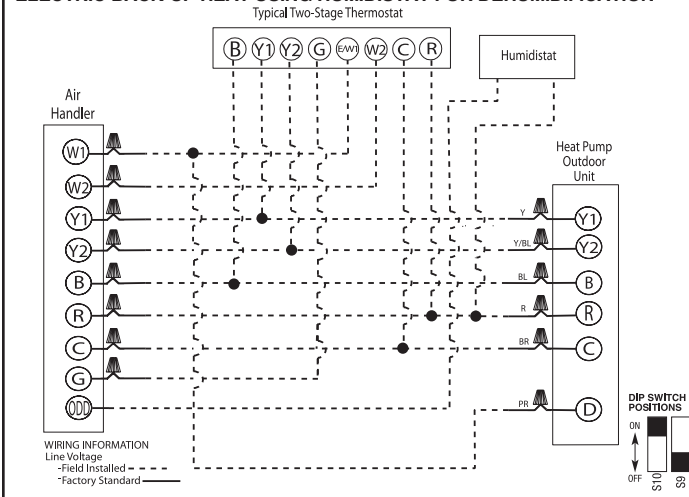 ELECTRIC BACK-UP HEAT USING HUMIDISTAT FOR DEHUMIDIFICATION
Typical Two-Stage Thermostat
B Y1 Y2 G E/W1 W2 C R
Humidistat
Air
Handler
W1
W2
Y1
Y2
B
R
C
G
ODD
Heat Pump
Outdoor
Unit
Y Y1
Y/BL Y2
BL B
R R
BR C
PR D
DIP SWITCH
POSITIONS
ON
OFF
S10 S9
WIRING INFORMATION
Line Voltage
-Field Installed
-Factory Standard